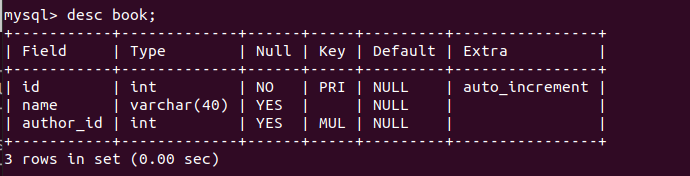 mysql> desc book;
+-----------+-------------+------+-----+---------+----------------+
| Field     | Type        | Null | Key | Default | Extra          |
+-----------+-------------+------+-----+---------+----------------+
| id        | int         | NO   | PRI | NULL    | auto_increment |
| name      | varchar(40) | YES  |     | NULL    |                |
| author_id | int         | YES  | MUL | NULL    |                |
+-----------+-------------+------+-----+---------+----------------+
3 rows in set (0.00 sec)